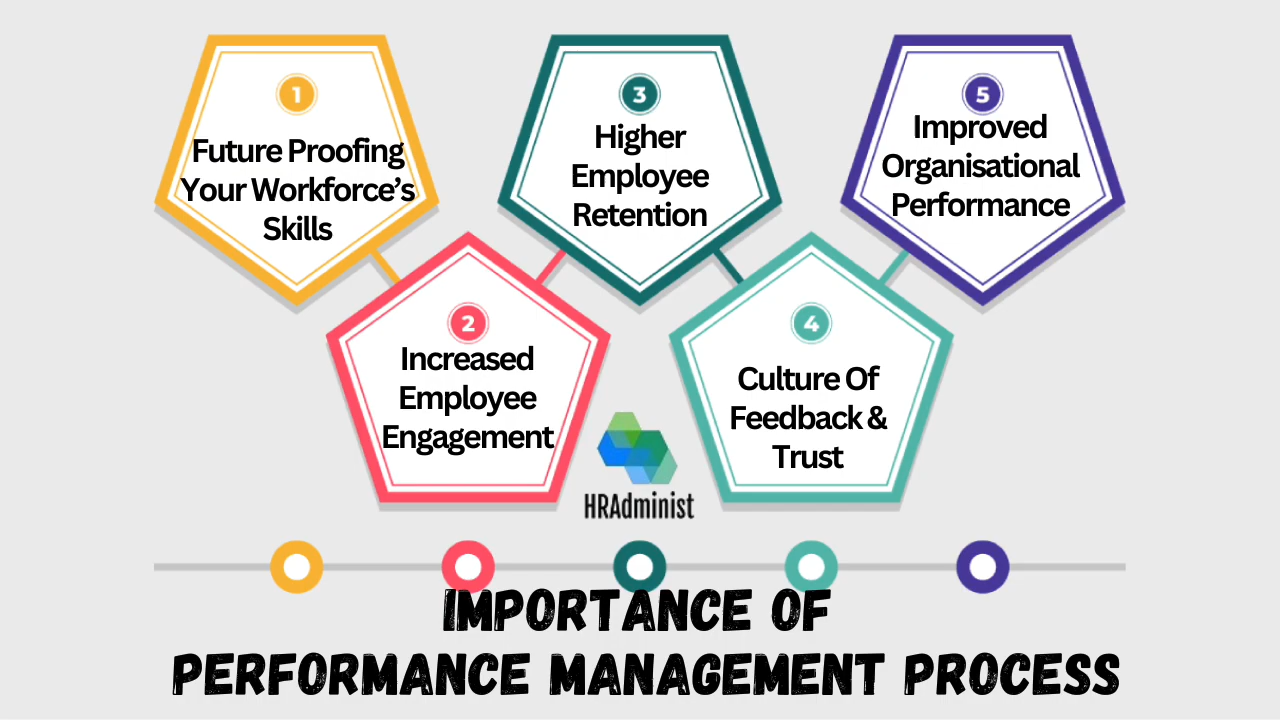 1
Future Proofing
Your Workforce’s
Skills
2
Increased
Employee
Engagement
3
Higher
Employee
Retention
4
Culture Of
Feedback &
Trust
5
Improved
Organisational
Performance
HRAdminist
IMPORTANCE OF
PERFORMANCE MANAGEMENT PROCESS